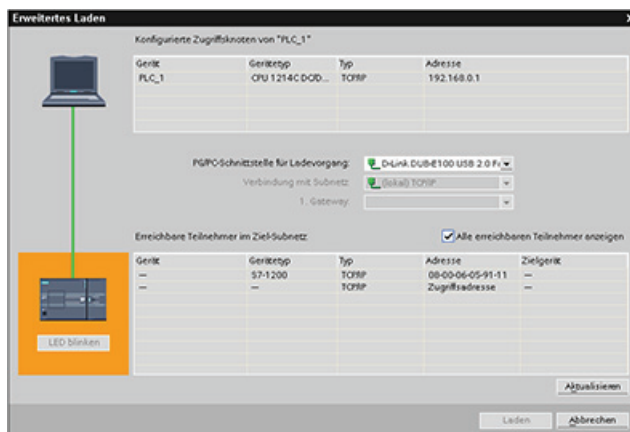 Erweitertes Laden
Konfigurierte Zugriffsknoten von "PLC_1"
Gerät Gerätetyp Typ Adresse
PLC_1 CPU 1214C DC/D... TCP/IP 192.168.0.1
PG/PC-Schnittstelle für Ladevorgang: D-Link DUB-E100 USB 2.0 Fa
Verbindung mit Subnetz: (lokal) TCP/IP
1. Gateway:
Erreichbare Teilnehmer im Ziel-Subnetz: Alle erreichbaren Teilnehmer anzeigen
Gerät Gerätetyp Typ Adresse Zielgerät
— S7-1200 TCP/IP 08-00-06-05-91-11 —
— — TCP/IP Zugriffsadresse —
LED blinken
Aktualisieren
Laden Abbrechen